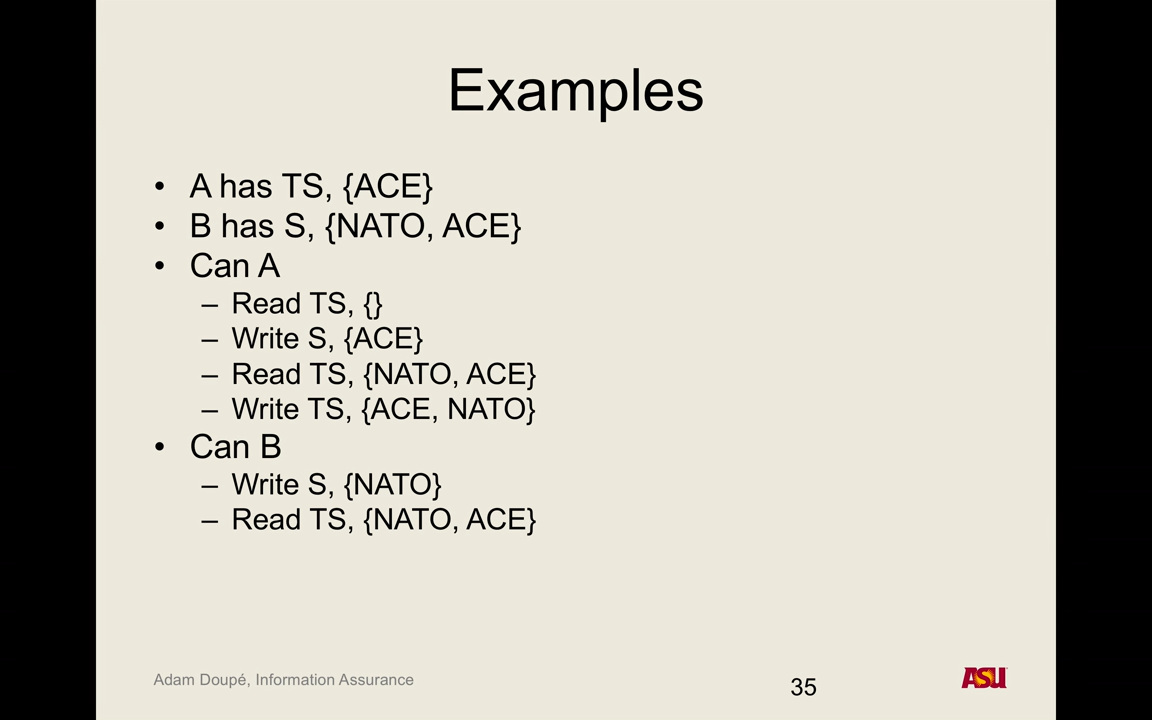 Examples
• A has TS, {ACE}
• B has S, {NATO, ACE}
• Can A
– Read TS, {}
– Write S, {ACE}
– Read TS, {NATO, ACE}
– Write TS, {ACE, NATO}
• Can B
– Write S, {NATO}
– Read TS, {NATO, ACE}
Adam Doupé, Information Assurance
35
ASU